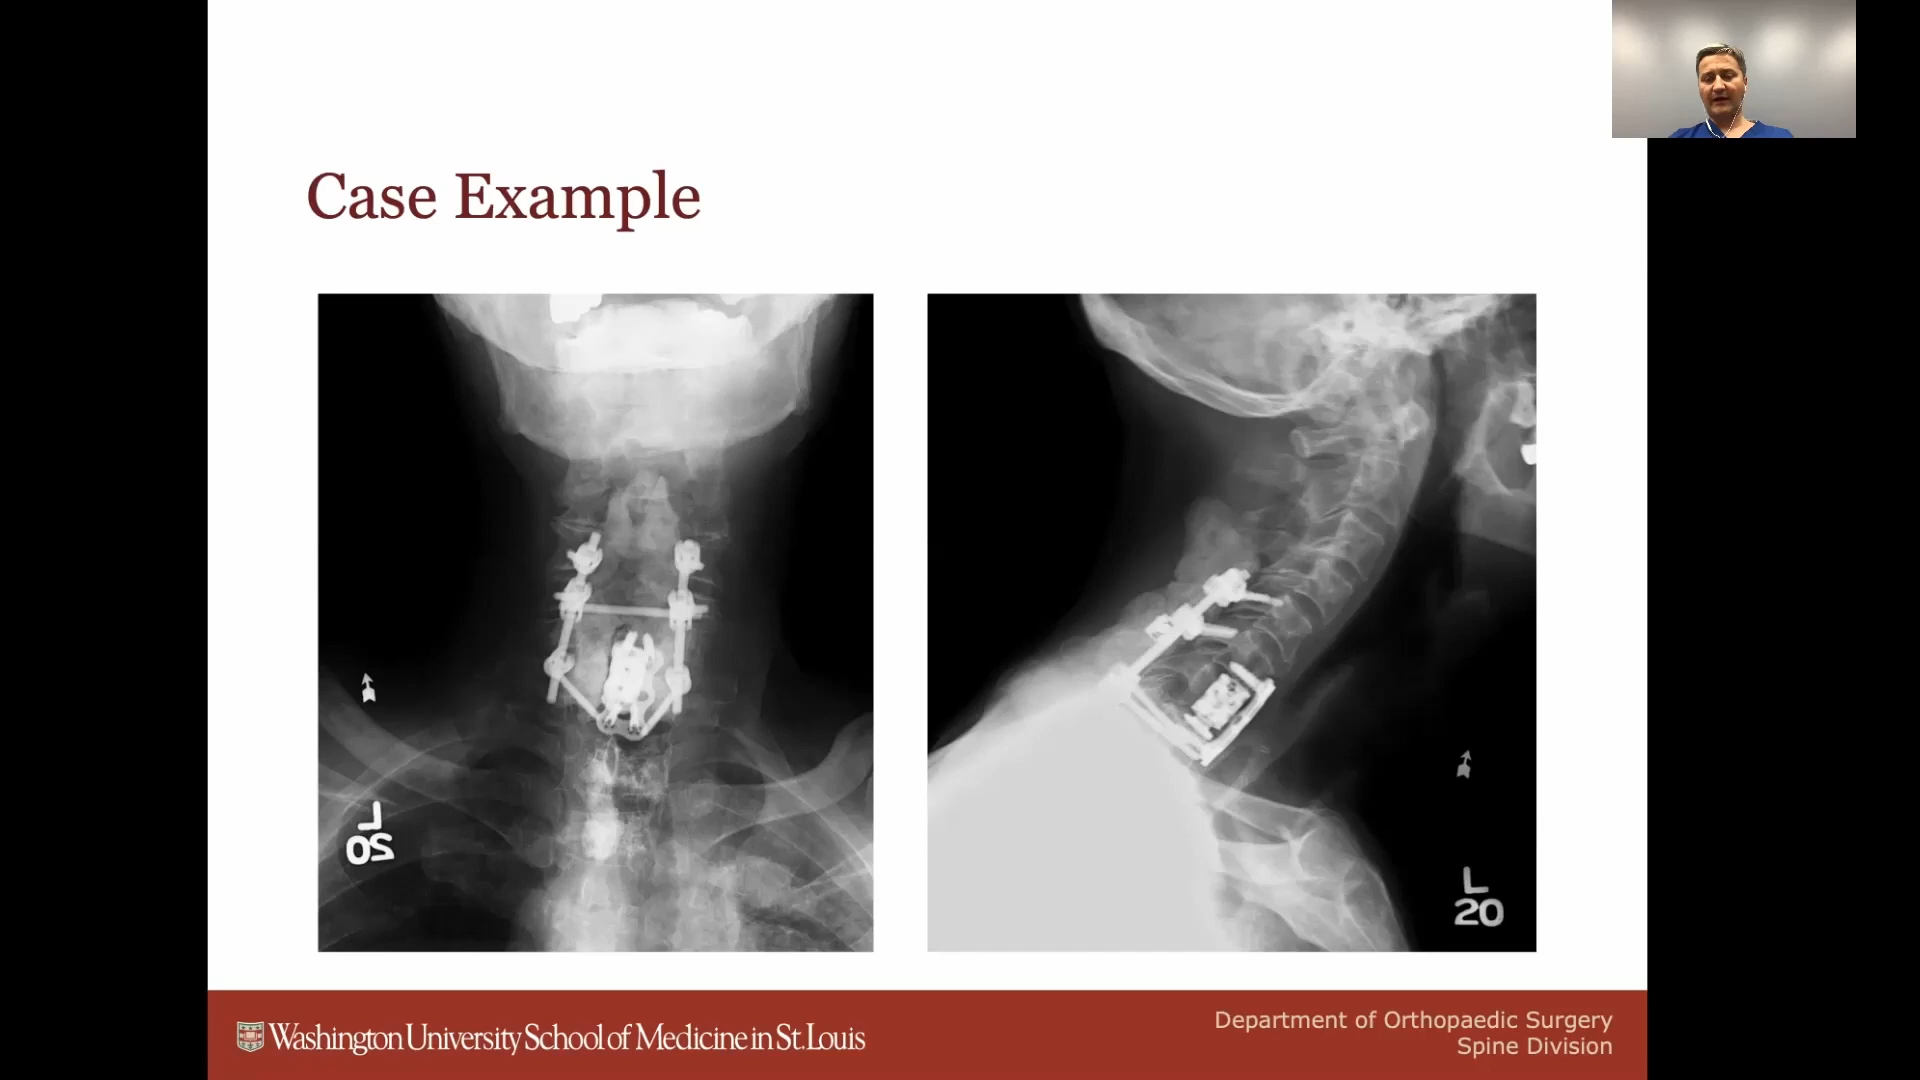 Case Example
L
20
L
20
Washington University School of Medicine in St. Louis
Department of Orthopaedic Surgery
Spine Division